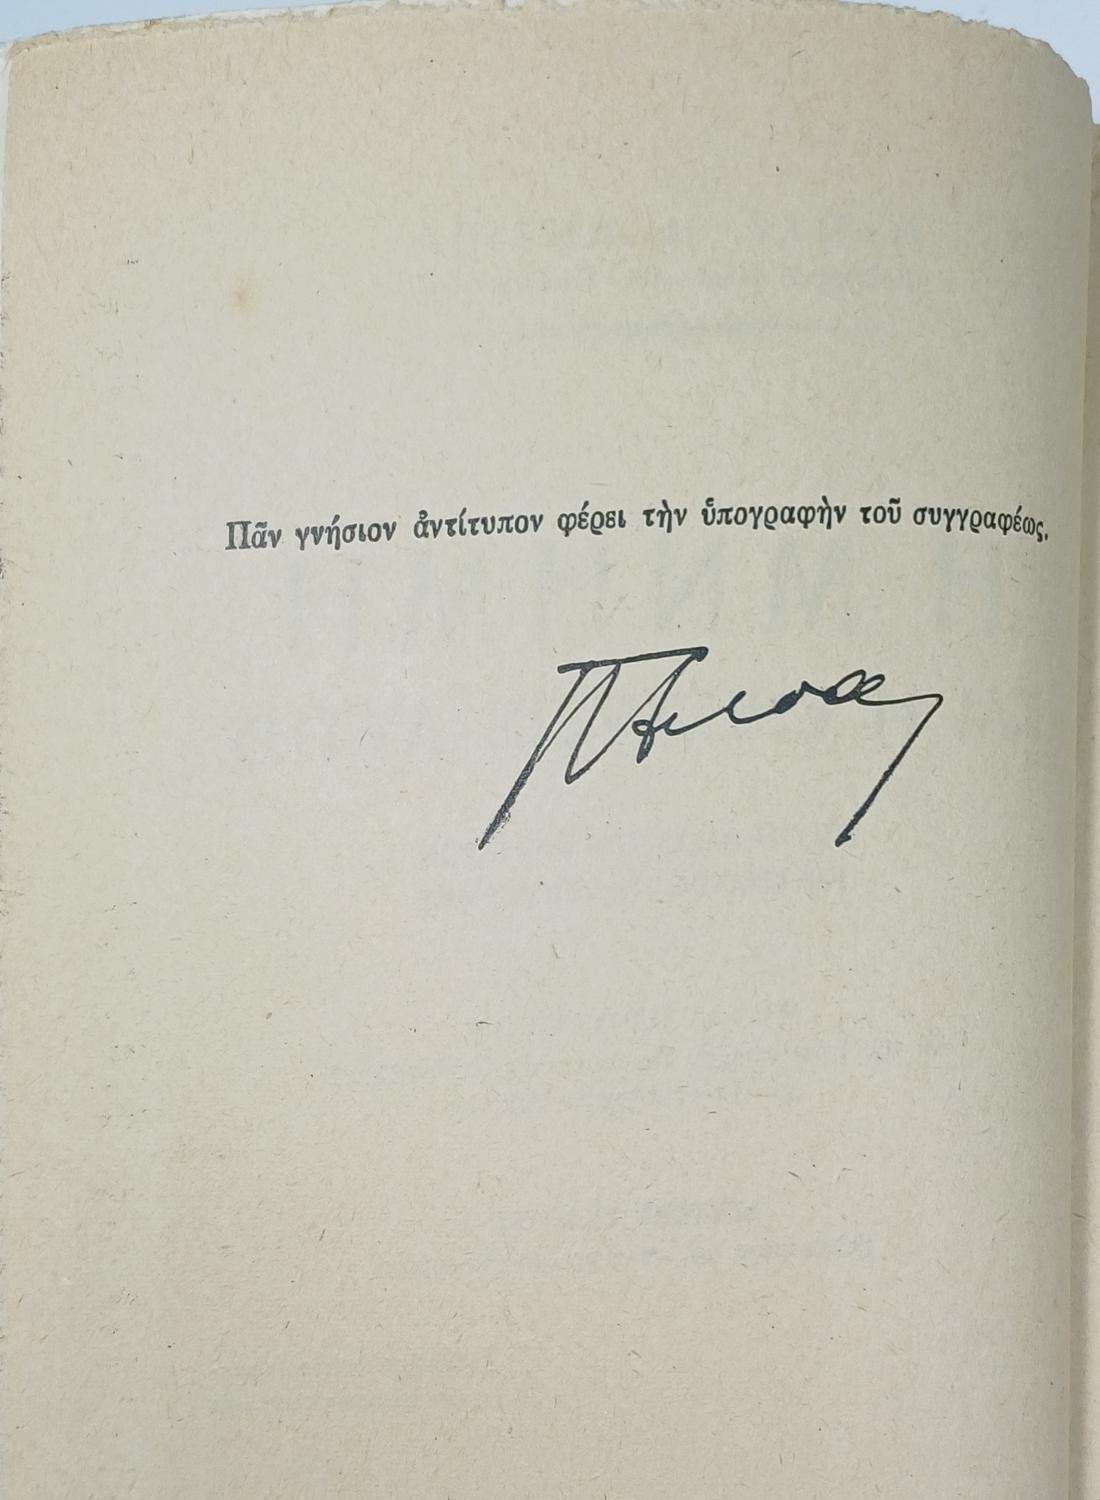 Πᾶν γνήσιον ἀντίτυπον φέρει τὴν ὑπογραφὴν τοῦ συγγραφέως.